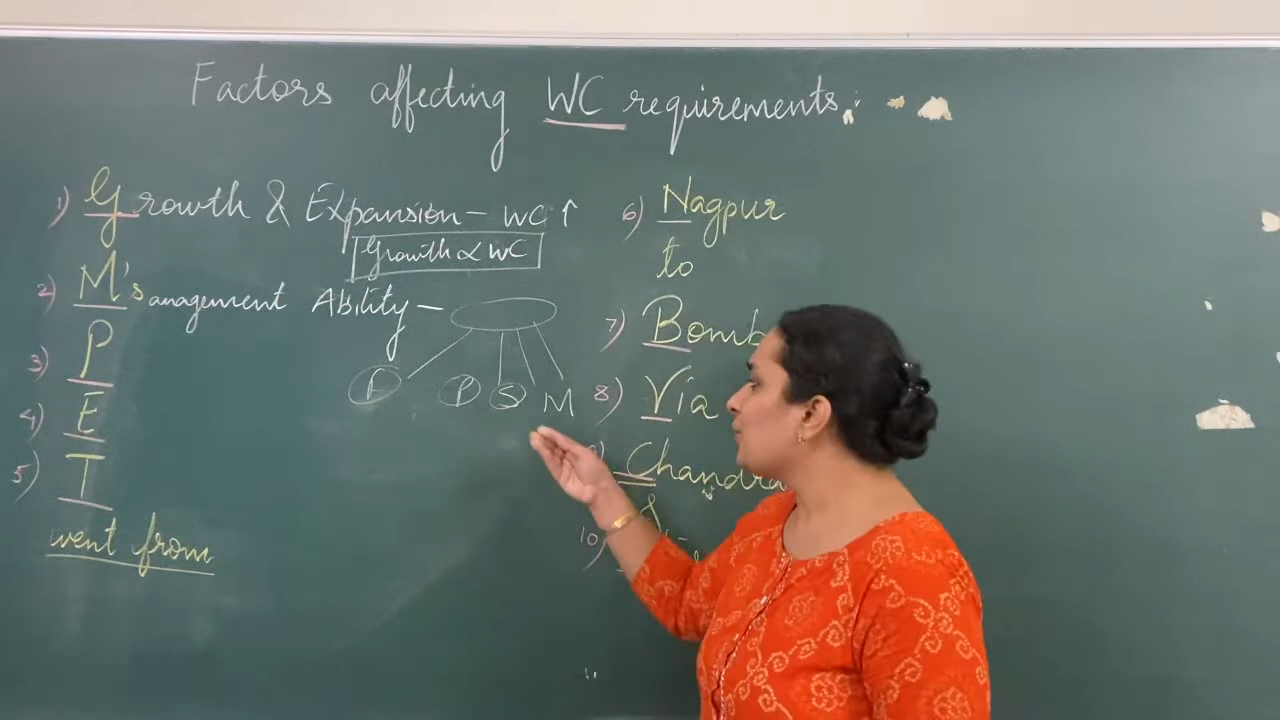 Factors affecting WC requirements:
1) Growth & Expansion - WC ↑
Growth ∝ WC
2) M's anagement Ability -
F P S M
3) P
4) E
5) I
went from
6) Nagpur
to
7) Bomb
8) Via
Chandra
&
10)